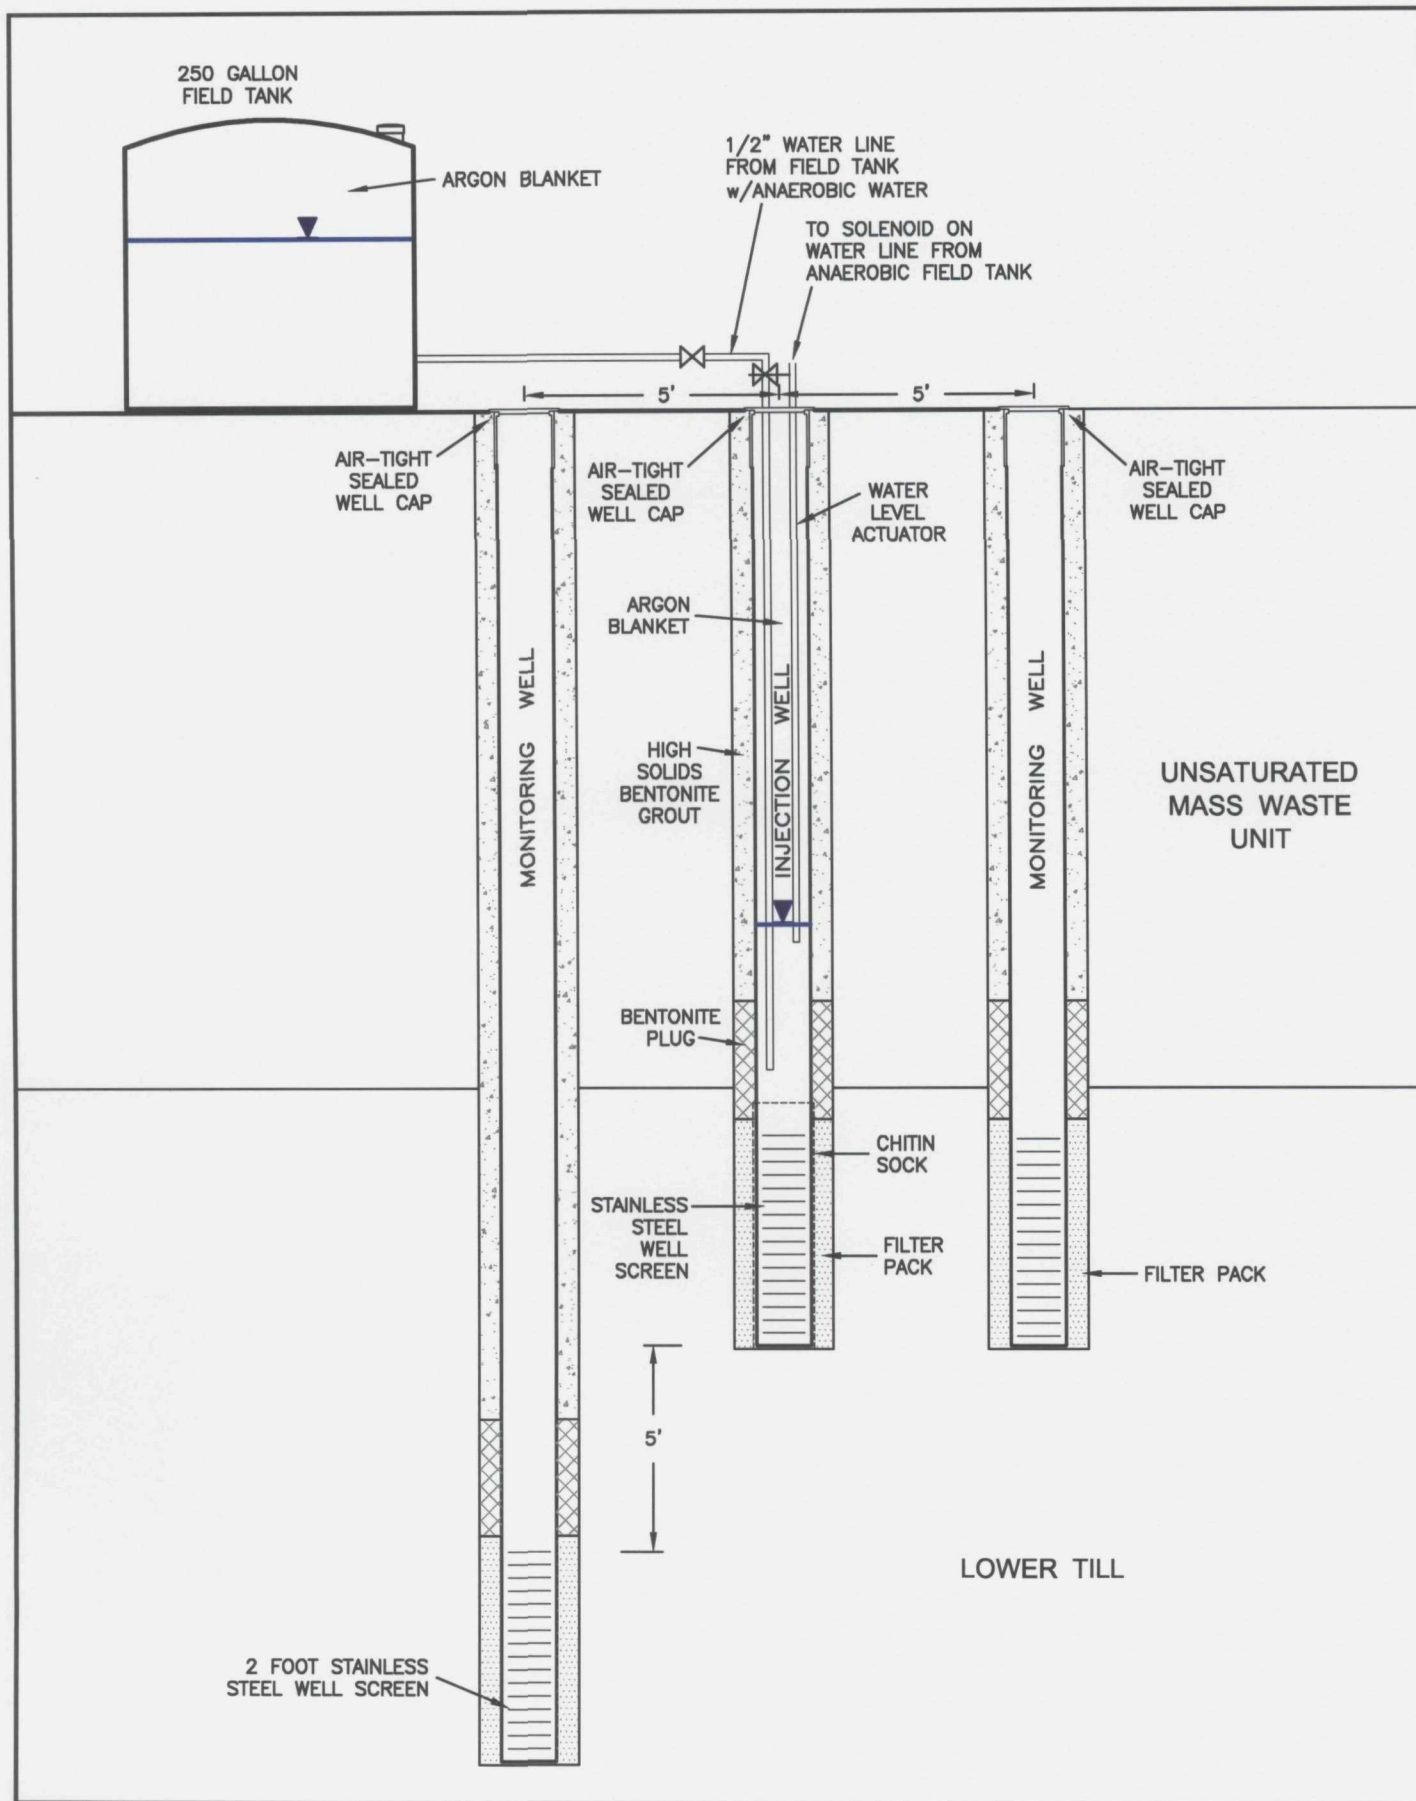 250 GALLON
FIELD TANK
ARGON BLANKET
1/2" WATER LINE
FROM FIELD TANK
w/ANAEROBIC WATER
TO SOLENOID ON
WATER LINE FROM
ANAEROBIC FIELD TANK
5'
5'
AIR-TIGHT
SEALED
WELL CAP
AIR-TIGHT
SEALED
WELL CAP
WATER
LEVEL
ACTUATOR
AIR-TIGHT
SEALED
WELL CAP
ARGON
BLANKET
MONITORING WELL
INJECTION WELL
MONITORING WELL
HIGH
SOLIDS
BENTONITE
GROUT
UNSATURATED
MASS WASTE
UNIT
BENTONITE
PLUG
CHITIN
SOCK
STAINLESS
STEEL
WELL
SCREEN
FILTER
PACK
FILTER PACK
5'
LOWER TILL
2 FOOT STAINLESS
STEEL WELL SCREEN